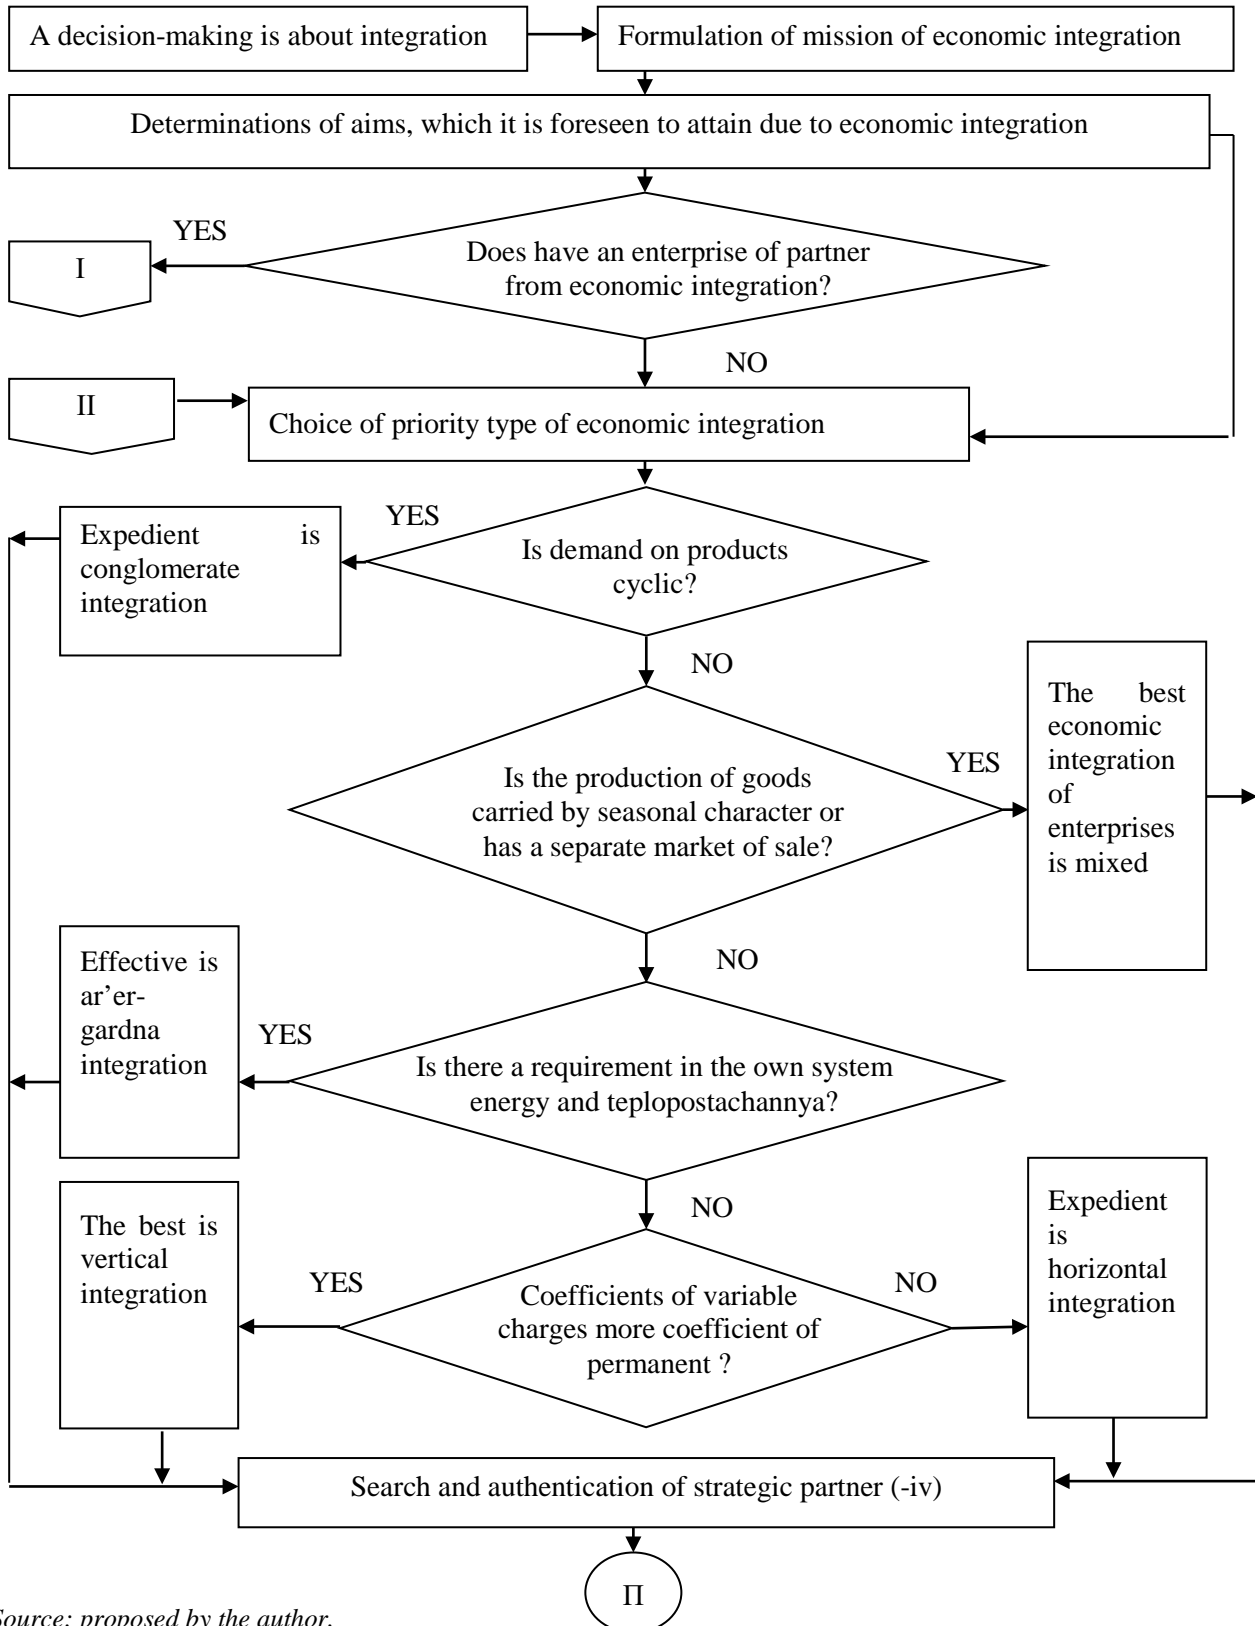 A decision-making is about integration
Formulation of mission of economic integration
Determinations of aims, which it is foreseen to attain due to economic integration
YES
I
Does have an enterprise of partner
from economic integration?
NO
II
Choice of priority type of economic integration
YES
Expedient is
conglomerate
integration
Is demand on products
cyclic?
NO
The best
economic
integration
of
enterprises
is mixed
YES
Is the production of goods
carried by seasonal character or
has a separate market of sale?
NO
Effective is
ar’er-
gardna
integration
YES
Is there a requirement in the own system
energy and teplopostachannya?
NO
The best is
vertical
integration
YES
Coefficients of variable
charges more coefficient of
permanent ?
NO
Expedient
is
horizontal
integration
Search and authentication of strategic partner (-iv)
П
Source: proposed by the author.